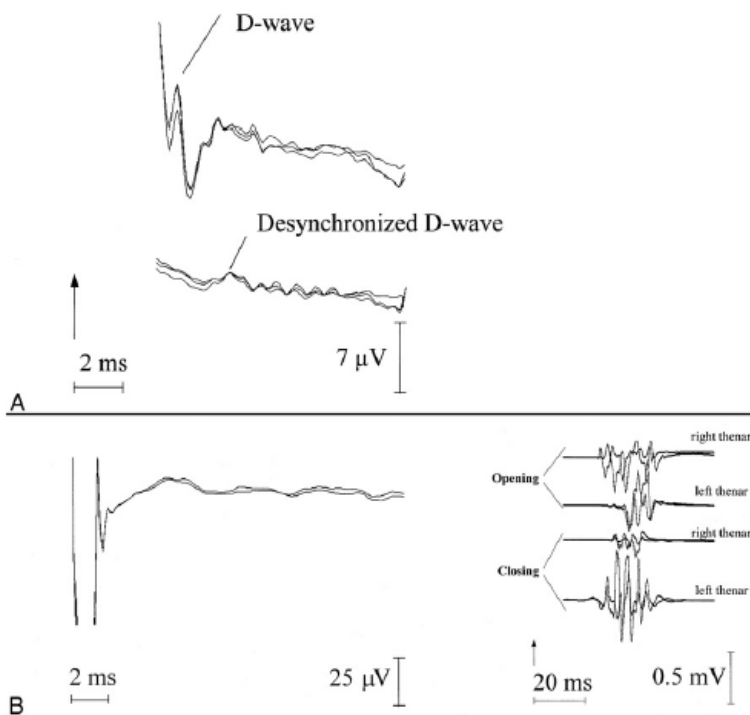 D-wave
Desynchronized D-wave
2 ms
7 μV
A
right thenar
Opening
left thenar
right thenar
Closing
left thenar
2 ms
25 μV
20 ms
0.5 mV
B